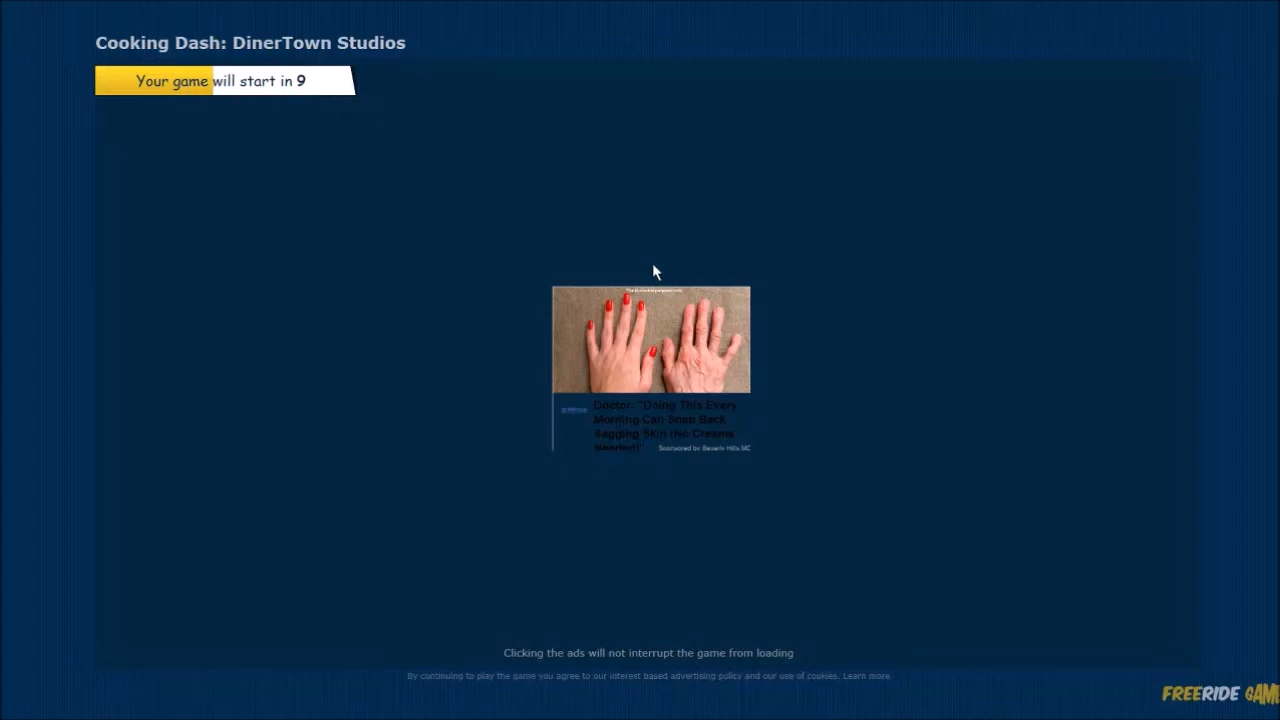 Cooking Dash: DinerTown Studios
Your game will start in 9
Doctor: "Doing This Every
Morning Can Snap Back
Sagging Skin (No Creams
Needed)"
Sponsored by Beverly Hills MD
Clicking the ads will not interrupt the game from loading
By continuing to play the game you agree to our interest based advertising policy and our use of cookies. Learn more
FREERIDE GAM